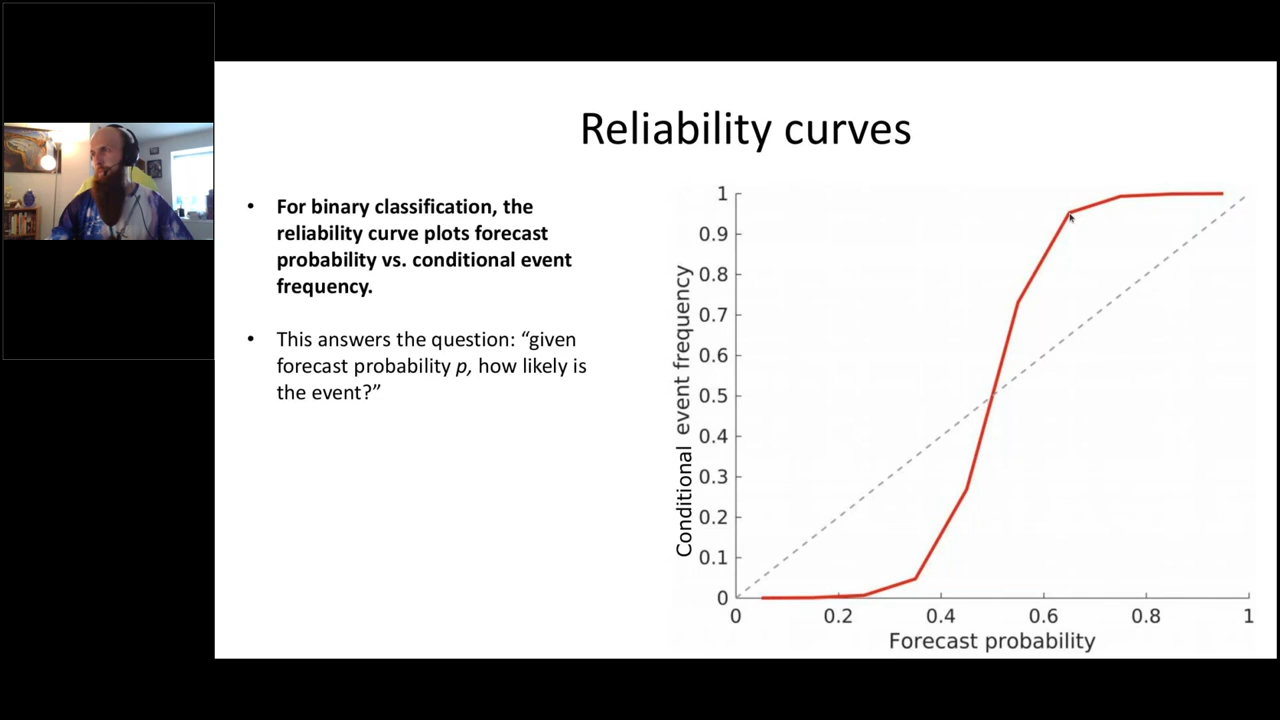 Reliability curves
• For binary classification, the
reliability curve plots forecast
probability vs. conditional event
frequency.
• This answers the question: “given
forecast probability p, how likely is
the event?”
Conditional event frequency
1
0.9
0.8
0.7
0.6
0.5
0.4
0.3
0.2
0.1
0
0 0.2 0.4 0.6 0.8 1
Forecast probability